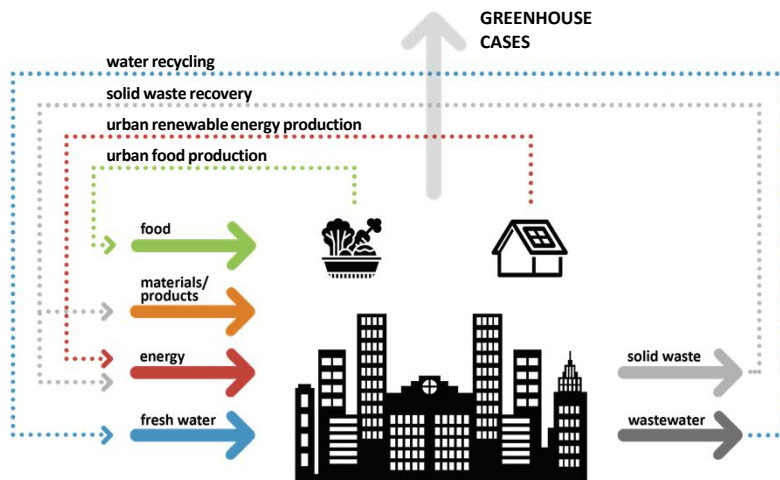 GREENHOUSE
CASES
water recycling
solid waste recovery
urban renewable energy production
urban food production
food
materials/
products
energy
solid waste
fresh water
wastewater